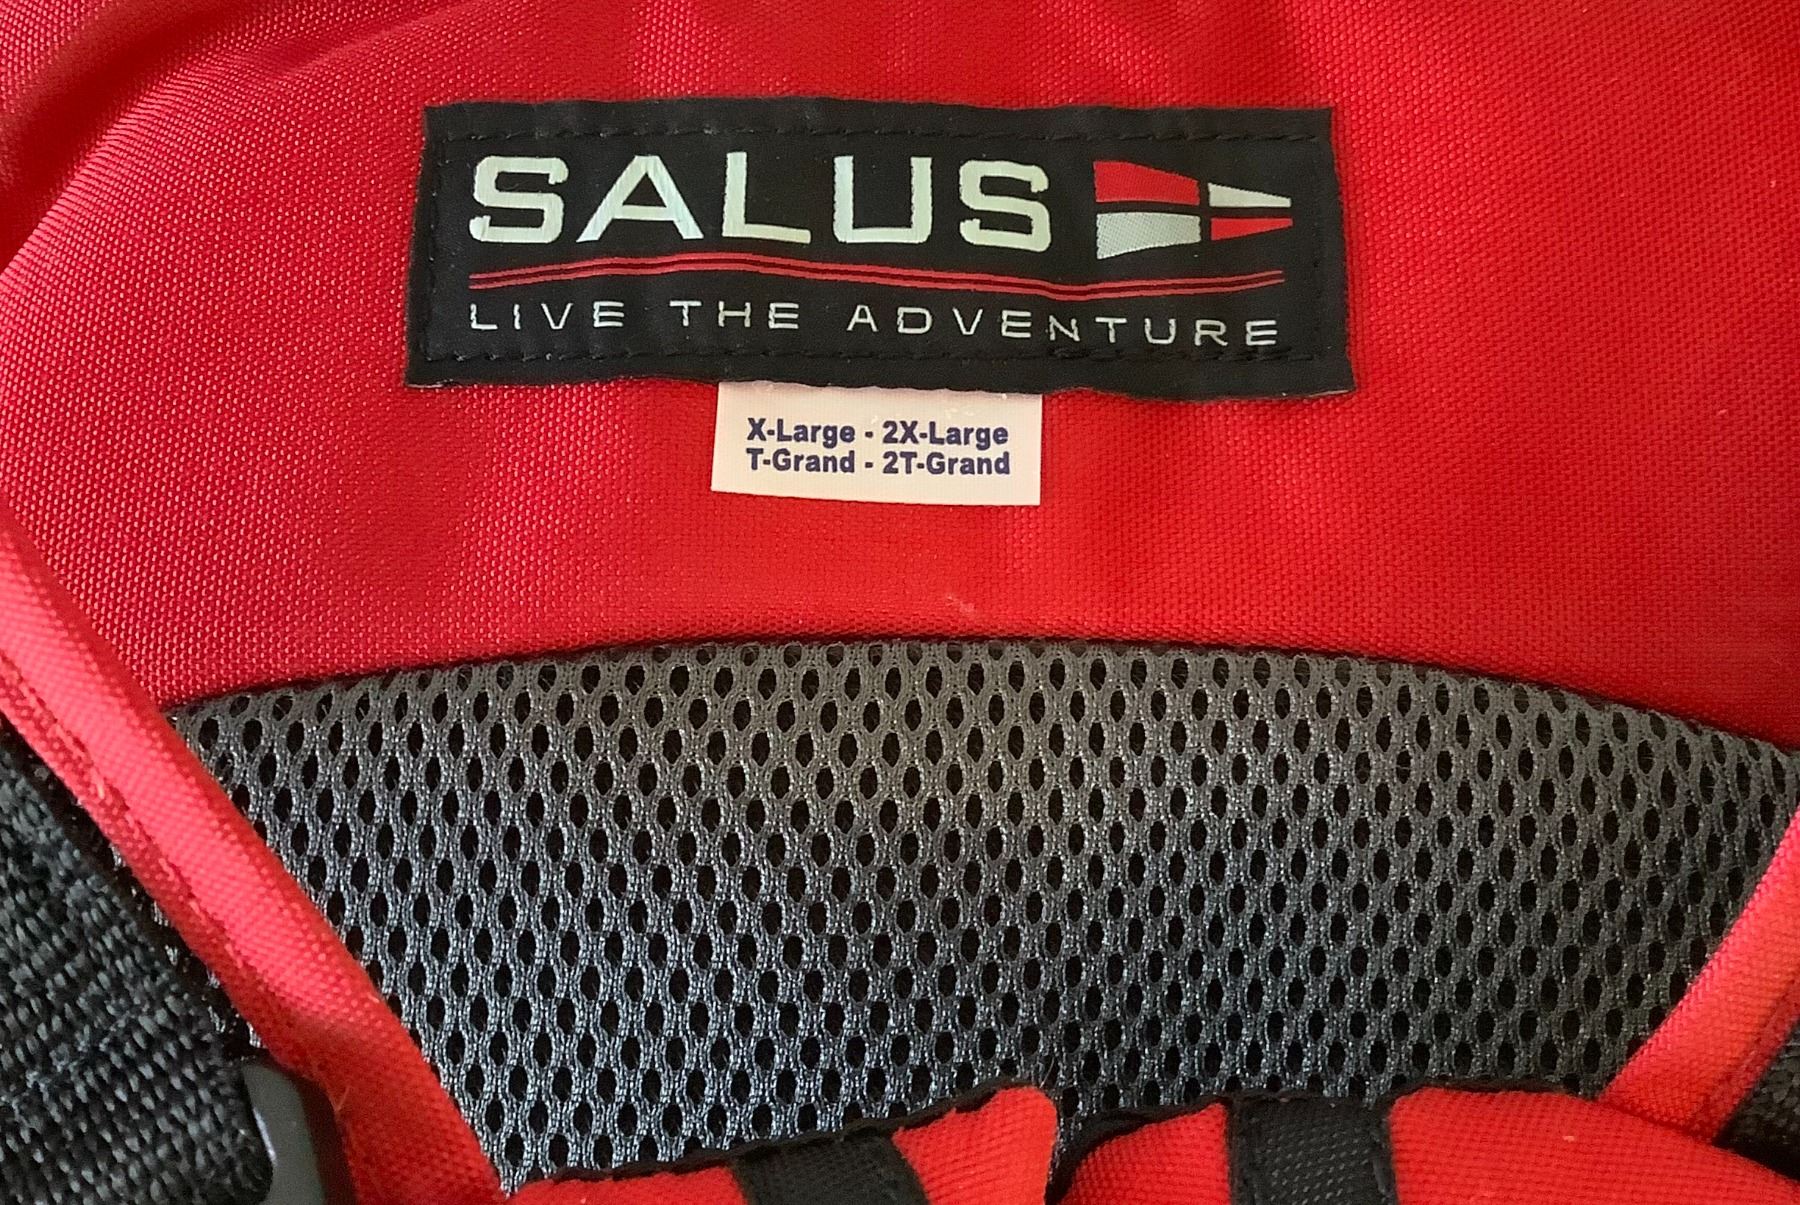 SALUS
LIVE THE ADVENTURE
X-Large - 2X-Large
T-Grand - 2T-Grand